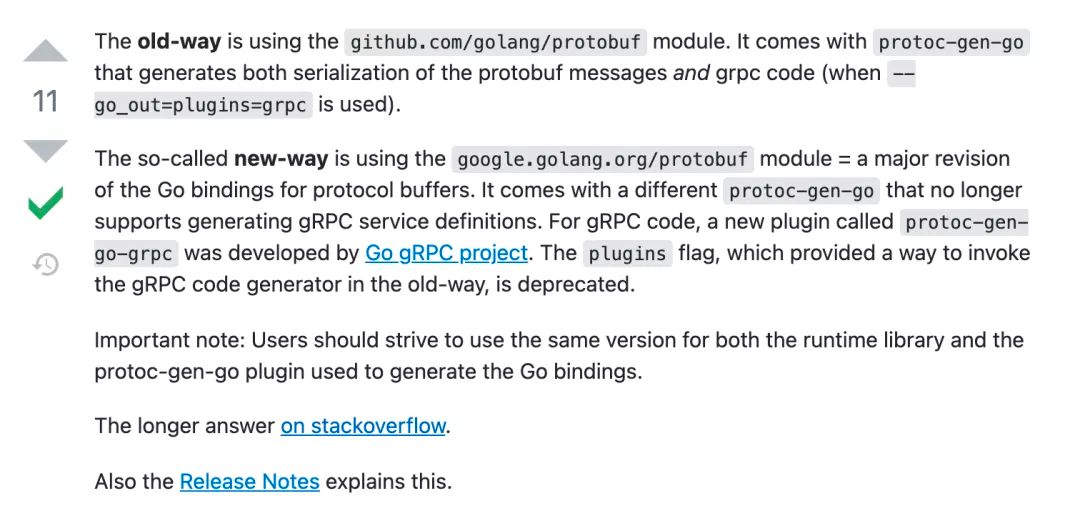 The old-way is using the github.com/golang/protobuf module. It comes with protoc-gen-go
that generates both serialization of the protobuf messages and grpc code (when --
go_out=plugins=grpc is used).
11
The so-called new-way is using the google.golang.org/protobuf module = a major revision
of the Go bindings for protocol buffers. It comes with a different protoc-gen-go that no longer
supports generating gRPC service definitions. For gRPC code, a new plugin called protoc-gen-
go-grpc was developed by Go gRPC project. The plugins flag, which provided a way to invoke
the gRPC code generator in the old-way, is deprecated.
Important note: Users should strive to use the same version for both the runtime library and the
protoc-gen-go plugin used to generate the Go bindings.
The longer answer on stackoverflow.
Also the Release Notes explains this.